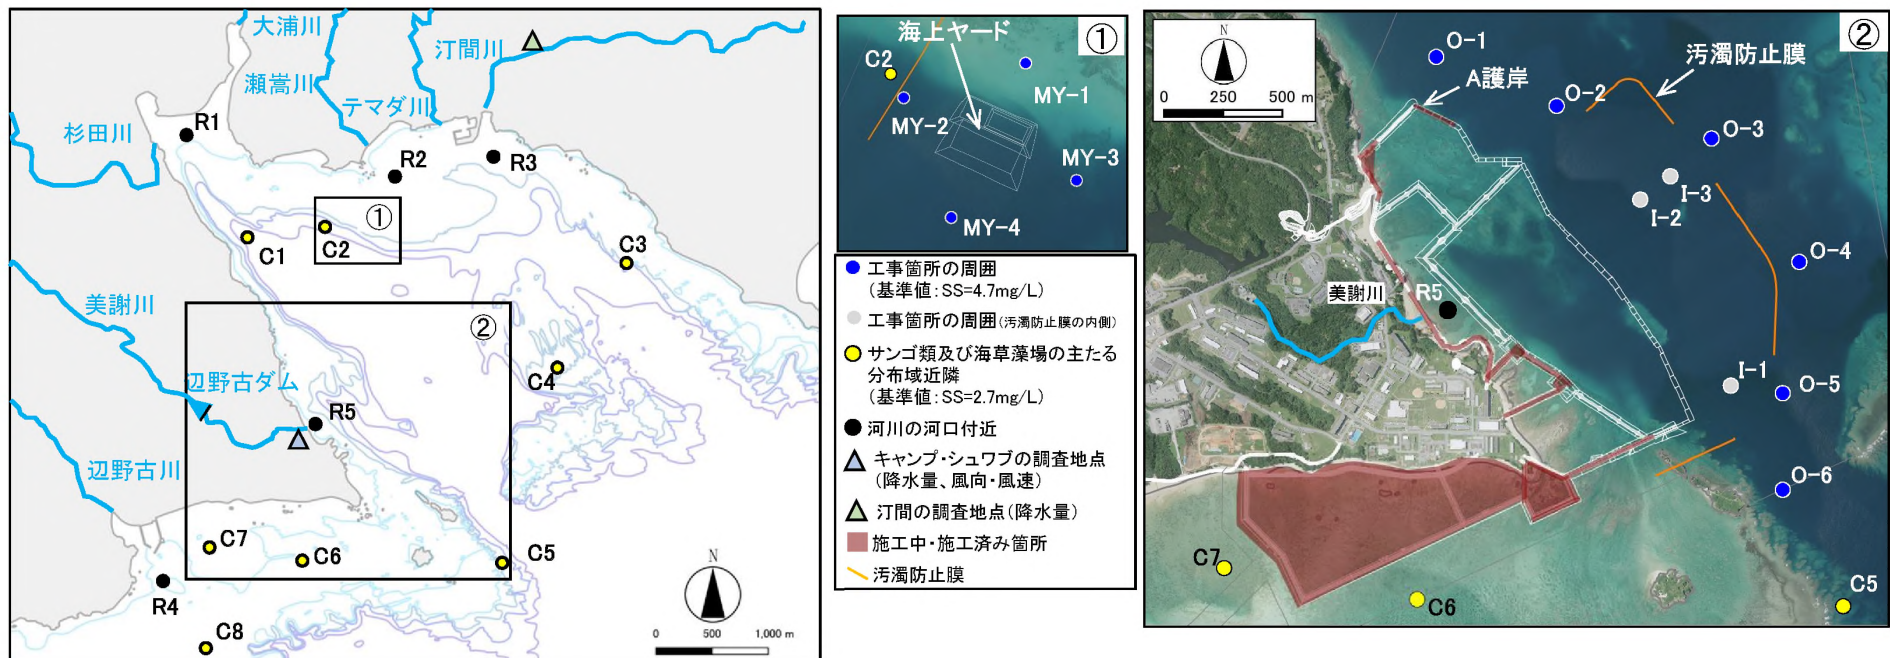 大浦川
瀬嵩川
テマダ川
汀間川
杉田川
R1
R2
R3
①
C1
C2
C3
美謝川
②
C4
辺野古ダム
R5
辺野古川
C7
C6
C5
R4
C8
N
0 500 1,000 m
①
海上ヤード
C2
MY-1
MY-2
MY-3
MY-4
工事箇所の周囲
(基準値:SS=4.7mg/L)
工事箇所の周囲(汚濁防止膜の内側)
サンゴ類及び海草藻場の主たる
分布域近隣
(基準値:SS=2.7mg/L)
河川の河口付近
キャンプ・シュワブの調査地点
(降水量、風向・風速)
汀間の調査地点(降水量)
施工中・施工済み箇所
汚濁防止膜
②
N
0 250 500 m
O-1
汚濁防止膜
A護岸
O-2
O-3
I-3
I-2
O-4
美謝川
R5
I-1
O-5
O-6
C7
C6
C5